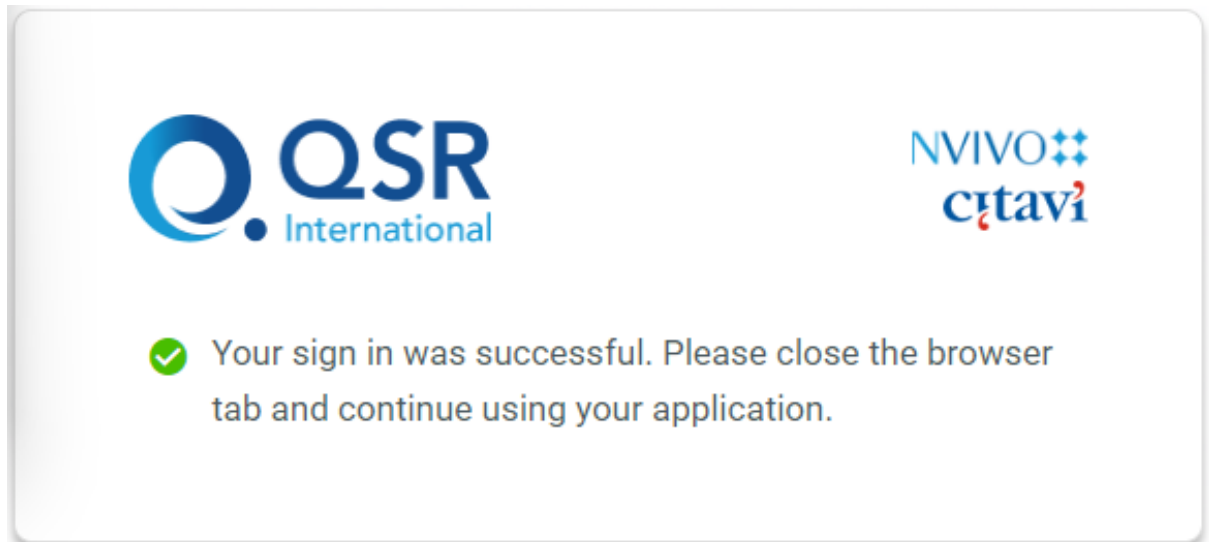 QSR
International
NVIVO
citavi
Your sign in was successful. Please close the browser
tab and continue using your application.